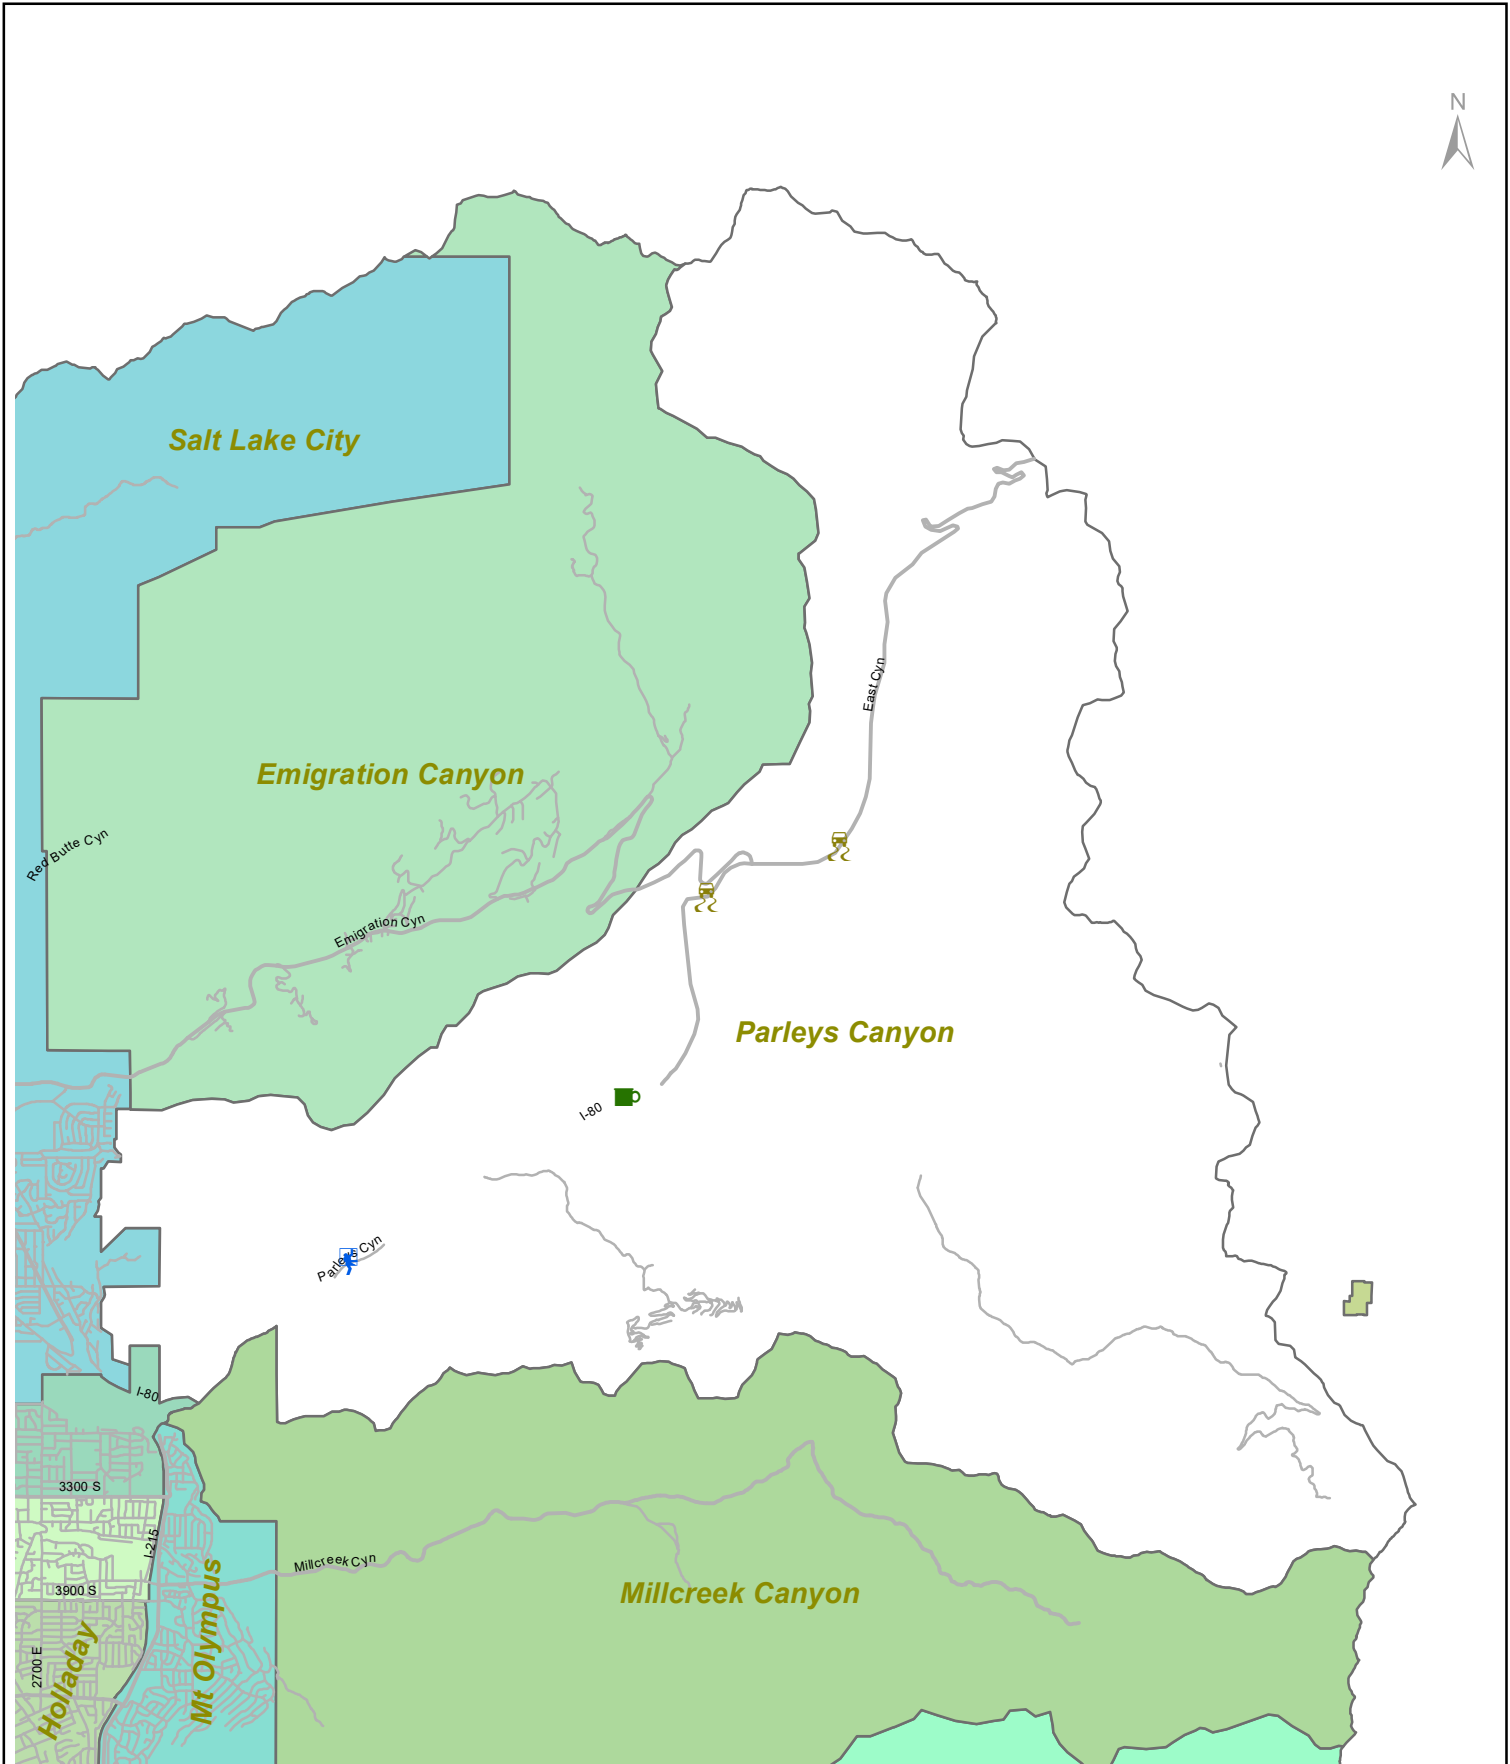 N
Salt Lake City
East Cyn
Emigration Canyon
Red Butte Cyn
Emigration Cyn
Parleys Canyon
I-80
Parleys Cyn
I-80
3300 S
I-215
Millcreek Cyn
3900 S
Millcreek Canyon
Mt Olympus
Holladay
2700 E